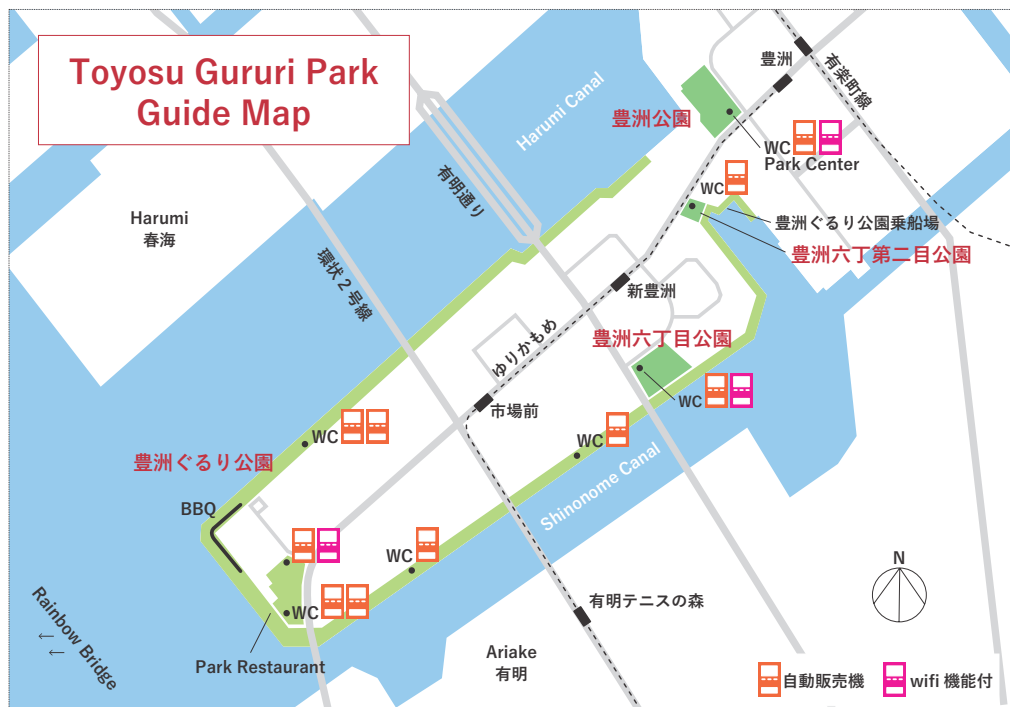 Toyosu Gururi Park
Guide Map
Harumi Canal
豊洲
有楽町線
豊洲公園
WC
Park Center
WC
有明通り
Harumi
春海
豊洲ぐるり公園乗船場
豊洲六丁第二目公園
環状2号線
新豊洲
ゆりかもめ
豊洲六丁目公園
WC
市場前
WC
WC
豊洲ぐるり公園
Shinonome Canal
BBQ
WC
N
WC
有明テニスの森
Rainbow Bridge
← ←
Park Restaurant
Ariake
有明
自動販売機
wifi 機能付